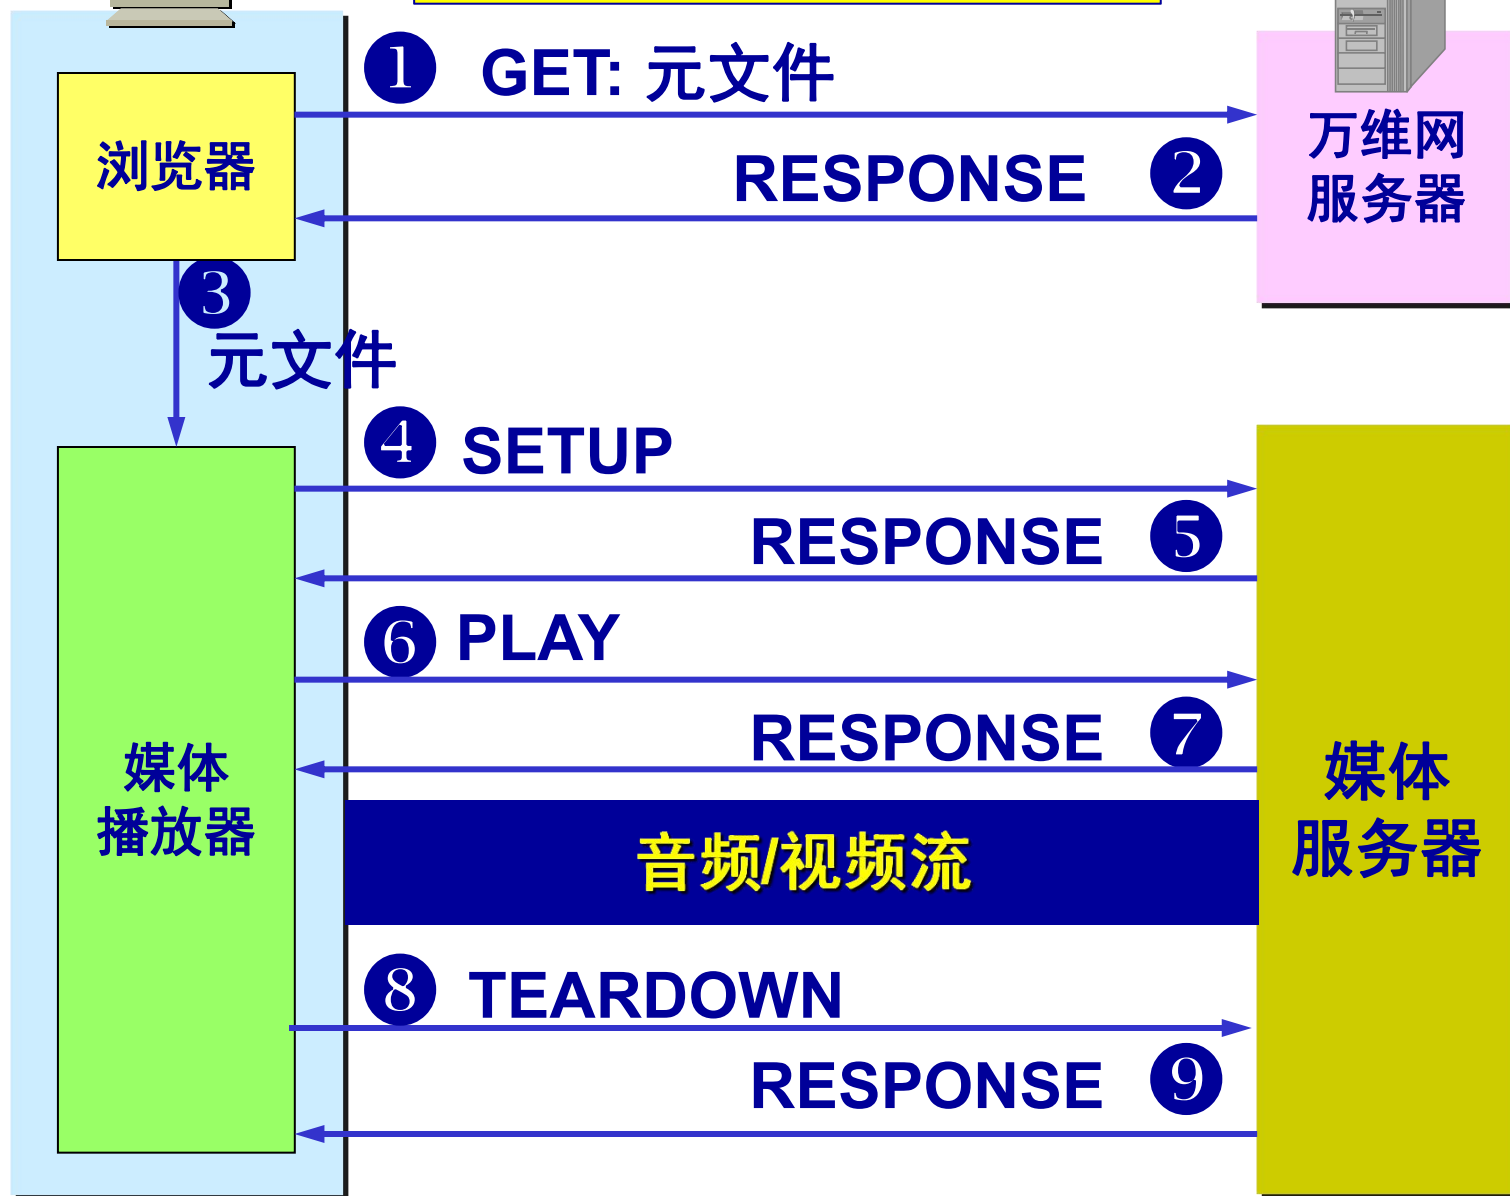 ❶ GET: 元文件
浏览器
RESPONSE ❷
万维网
服务器
❸
元文件
❹ SETUP
RESPONSE ❺
❻ PLAY
RESPONSE ❼
媒体
播放器
音频/视频流
媒体
服务器
❽ TEARDOWN
RESPONSE ❾